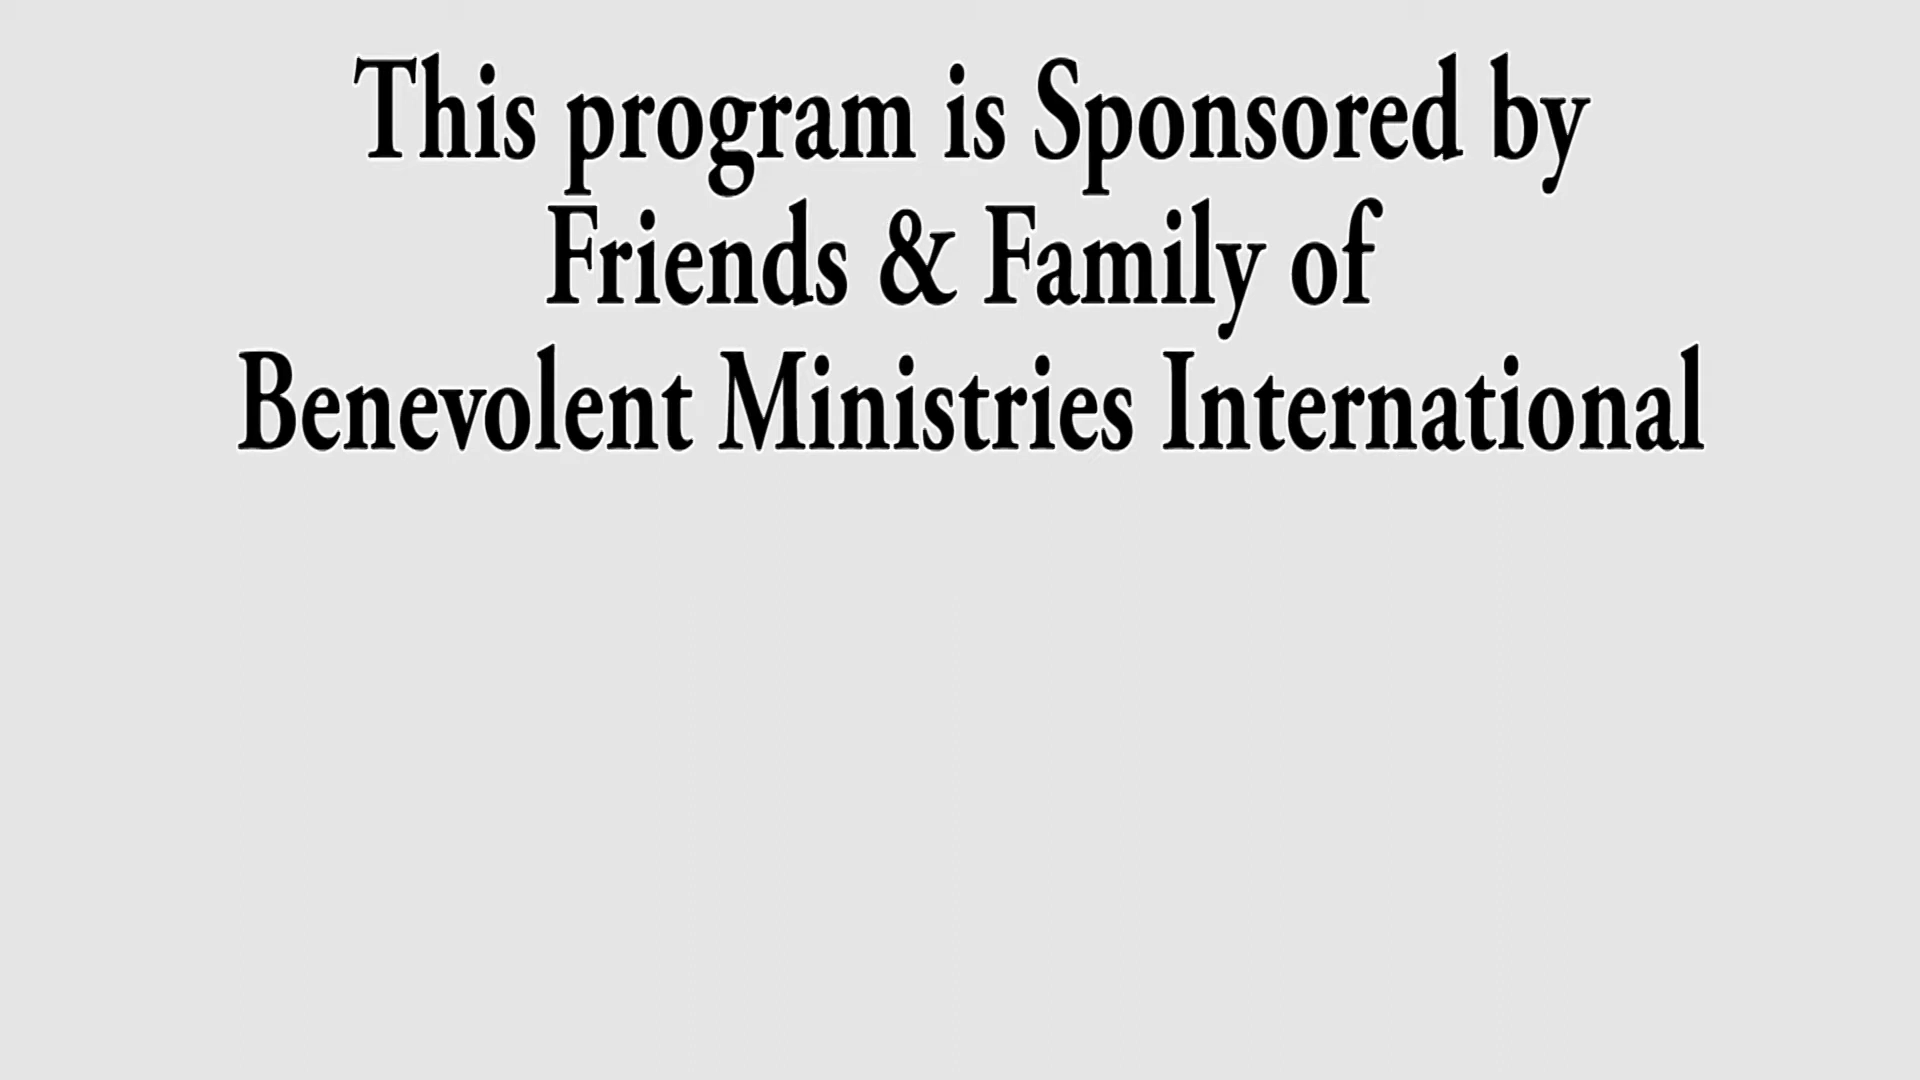 This program is Sponsored by
Friends & Family of
Benevolent Ministries International